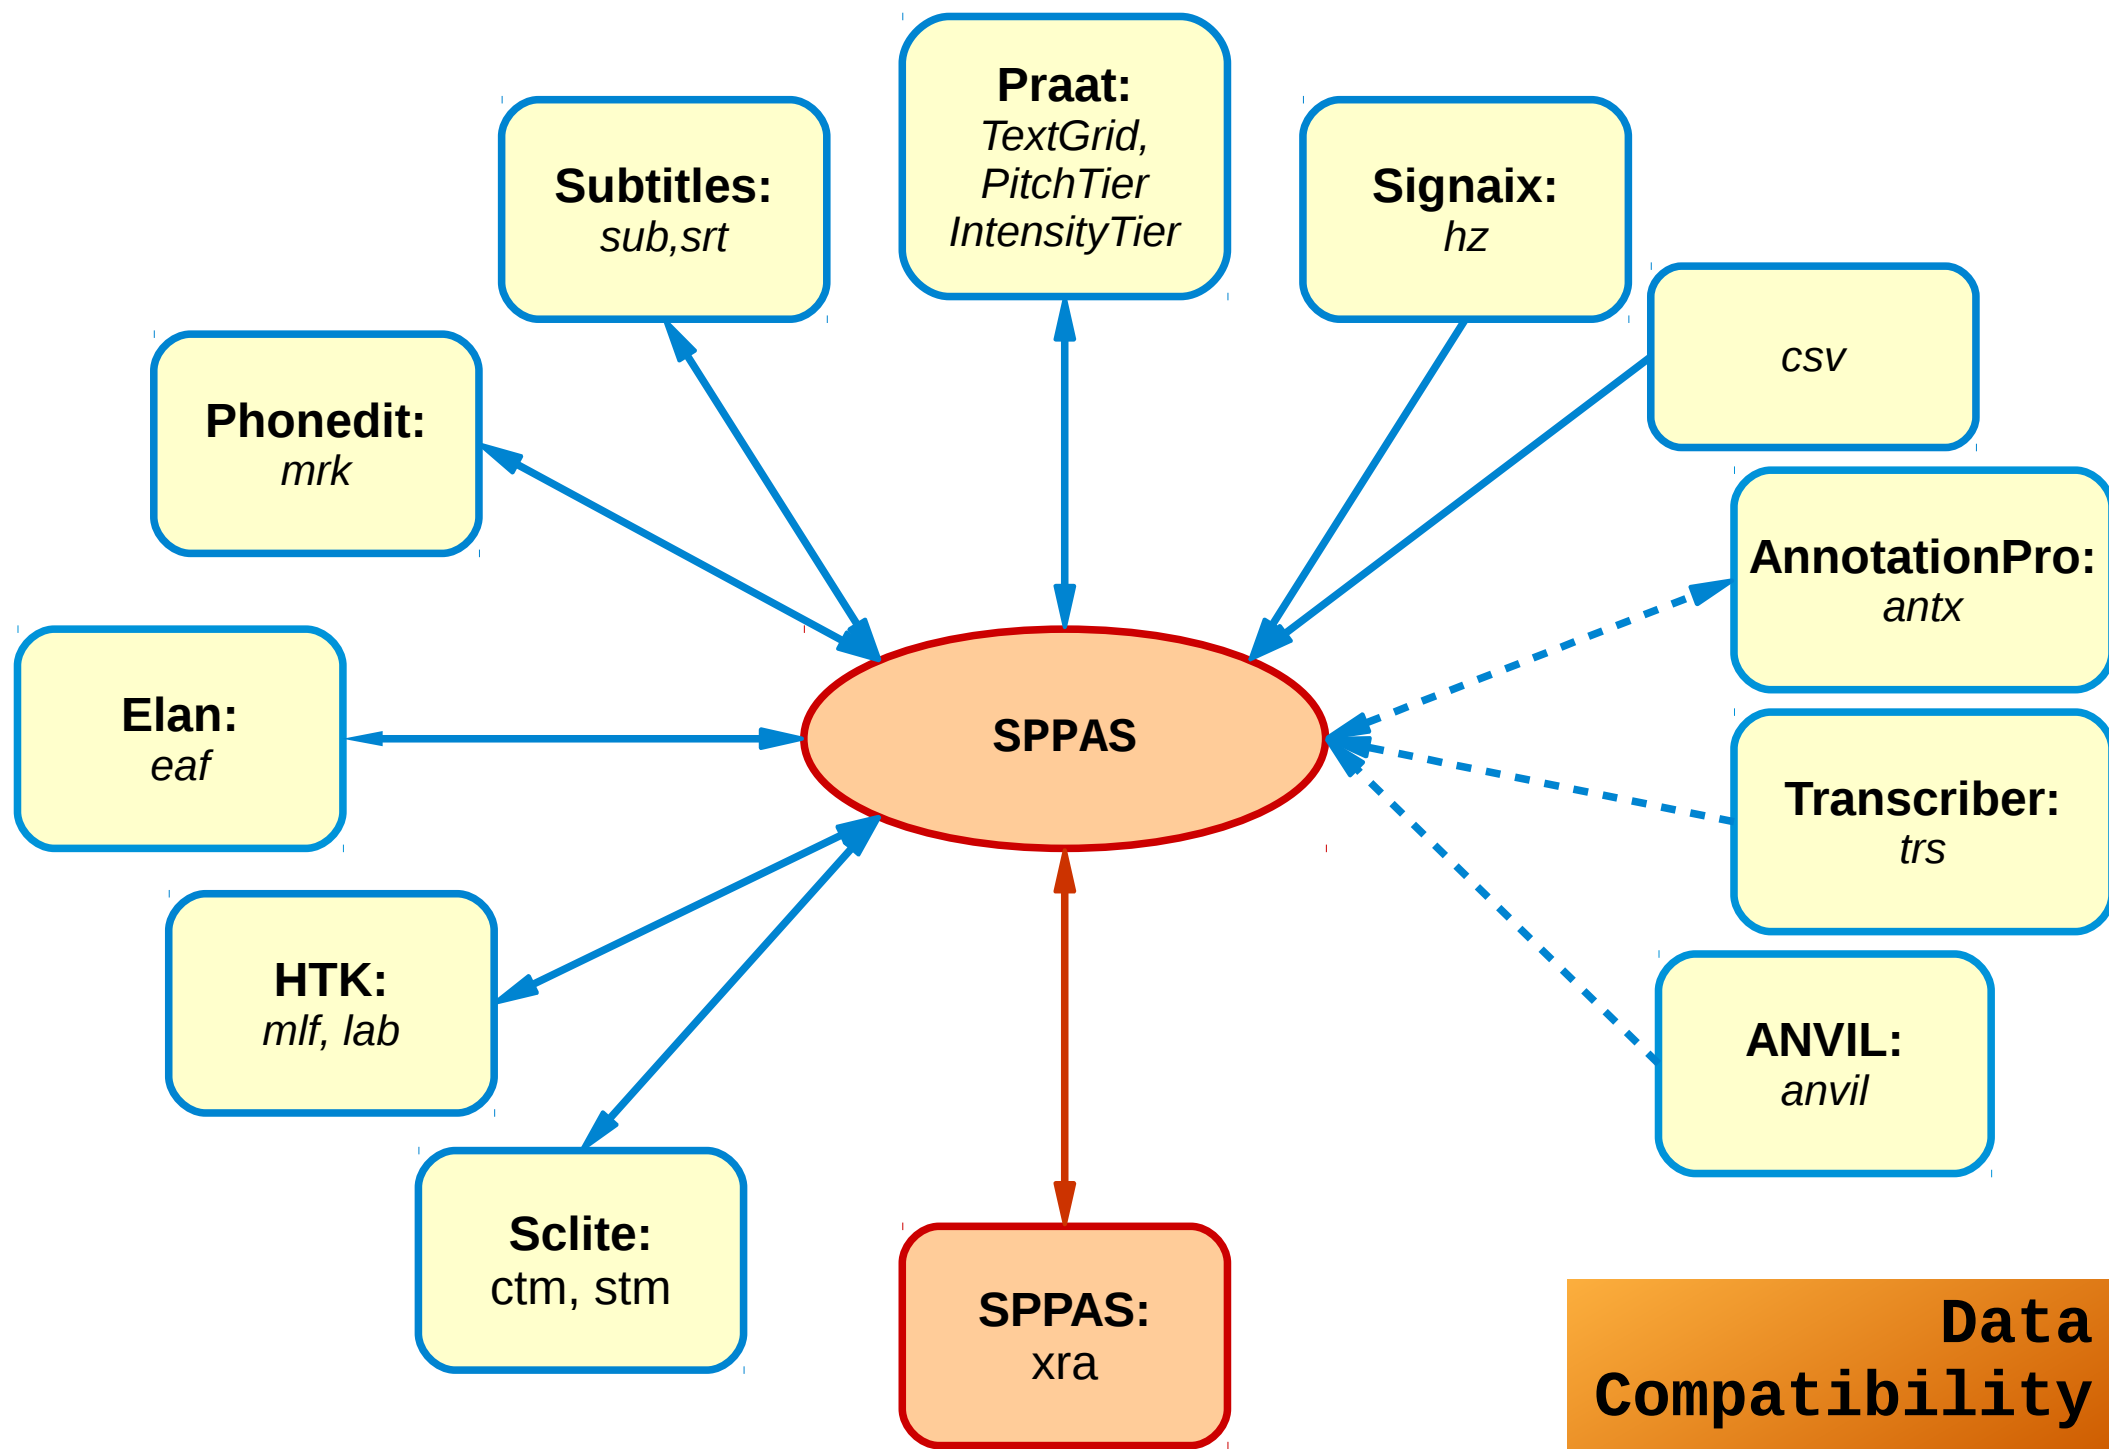 Praat:
TextGrid,
PitchTier
IntensityTier
Subtitles:
sub,srt
Signaix:
hz
csv
Phonedit:
mrk
AnnotationPro:
antx
Elan:
eaf
SPPAS
Transcriber:
trs
HTK:
mlf, lab
ANVIL:
anvil
Sclite:
ctm, stm
SPPAS:
xra
Data
Compatibility